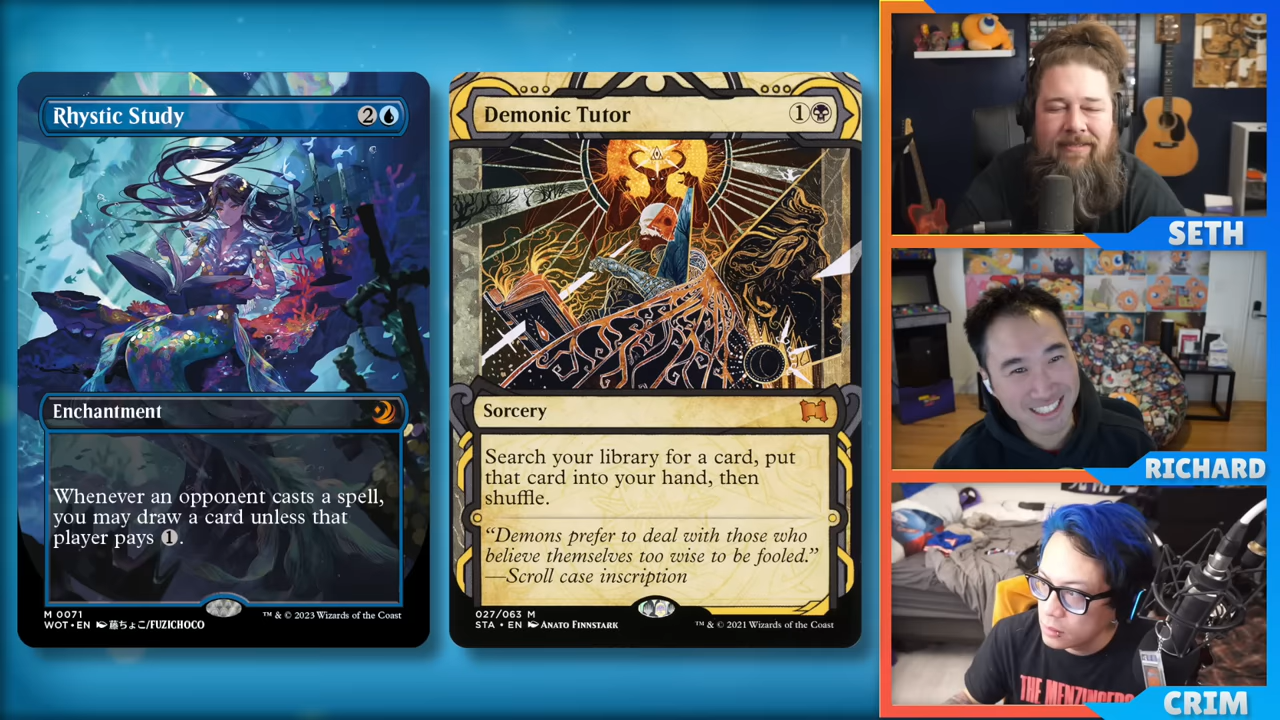 Rhystic Study
2
Enchantment
Whenever an opponent casts a spell,
you may draw a card unless that
player pays 1.
M 0071
WOT • EN 藤ちょこ/FUZICHOCO
™ & © 2023 Wizards of the Coast
Demonic Tutor
1
Sorcery
Search your library for a card, put
that card into your hand, then
shuffle.
“Demons prefer to deal with those who
believe themselves too wise to be fooled.”
—Scroll case inscription
027/063 M
STA • EN ANATO FINNSTARK
™ & © 2021 Wizards of the Coast
SETH
RICHARD
THE MENZINGERS
CRIM